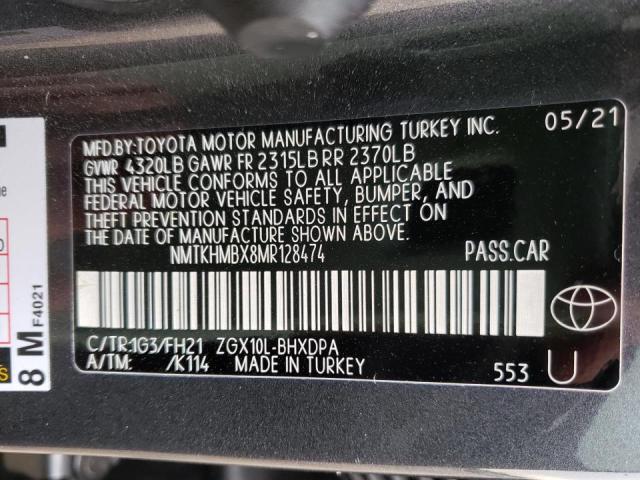 MFD.BY:TOYOTA MOTOR MANUFACTURING TURKEY INC. 05/21
GVWR 4320LB GAWR FR 2315LB RR 2370LB
THIS VEHICLE CONFORMS TO ALL APPLICABLE
FEDERAL MOTOR VEHICLE SAFETY, BUMPER, AND
THEFT PREVENTION STANDARDS IN EFFECT ON
THE DATE OF MANUFACTURE SHOWN ABOVE.
NMTKHMBX8MR128474 PASS.CAR
C/TR:1G3/FH21 ZGX10L-BHXDPA
A/TM: /K114 MADE IN TURKEY 553 U
8 M F4021